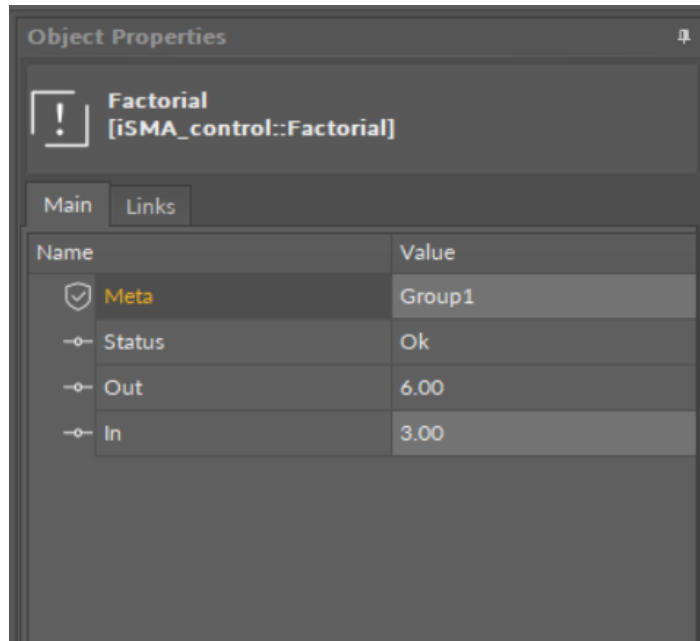 Object Properties
Factorial
[iSMA_control::Factorial]
Main Links
Name Value
Meta Group1
Status Ok
Out 6.00
In 3.00